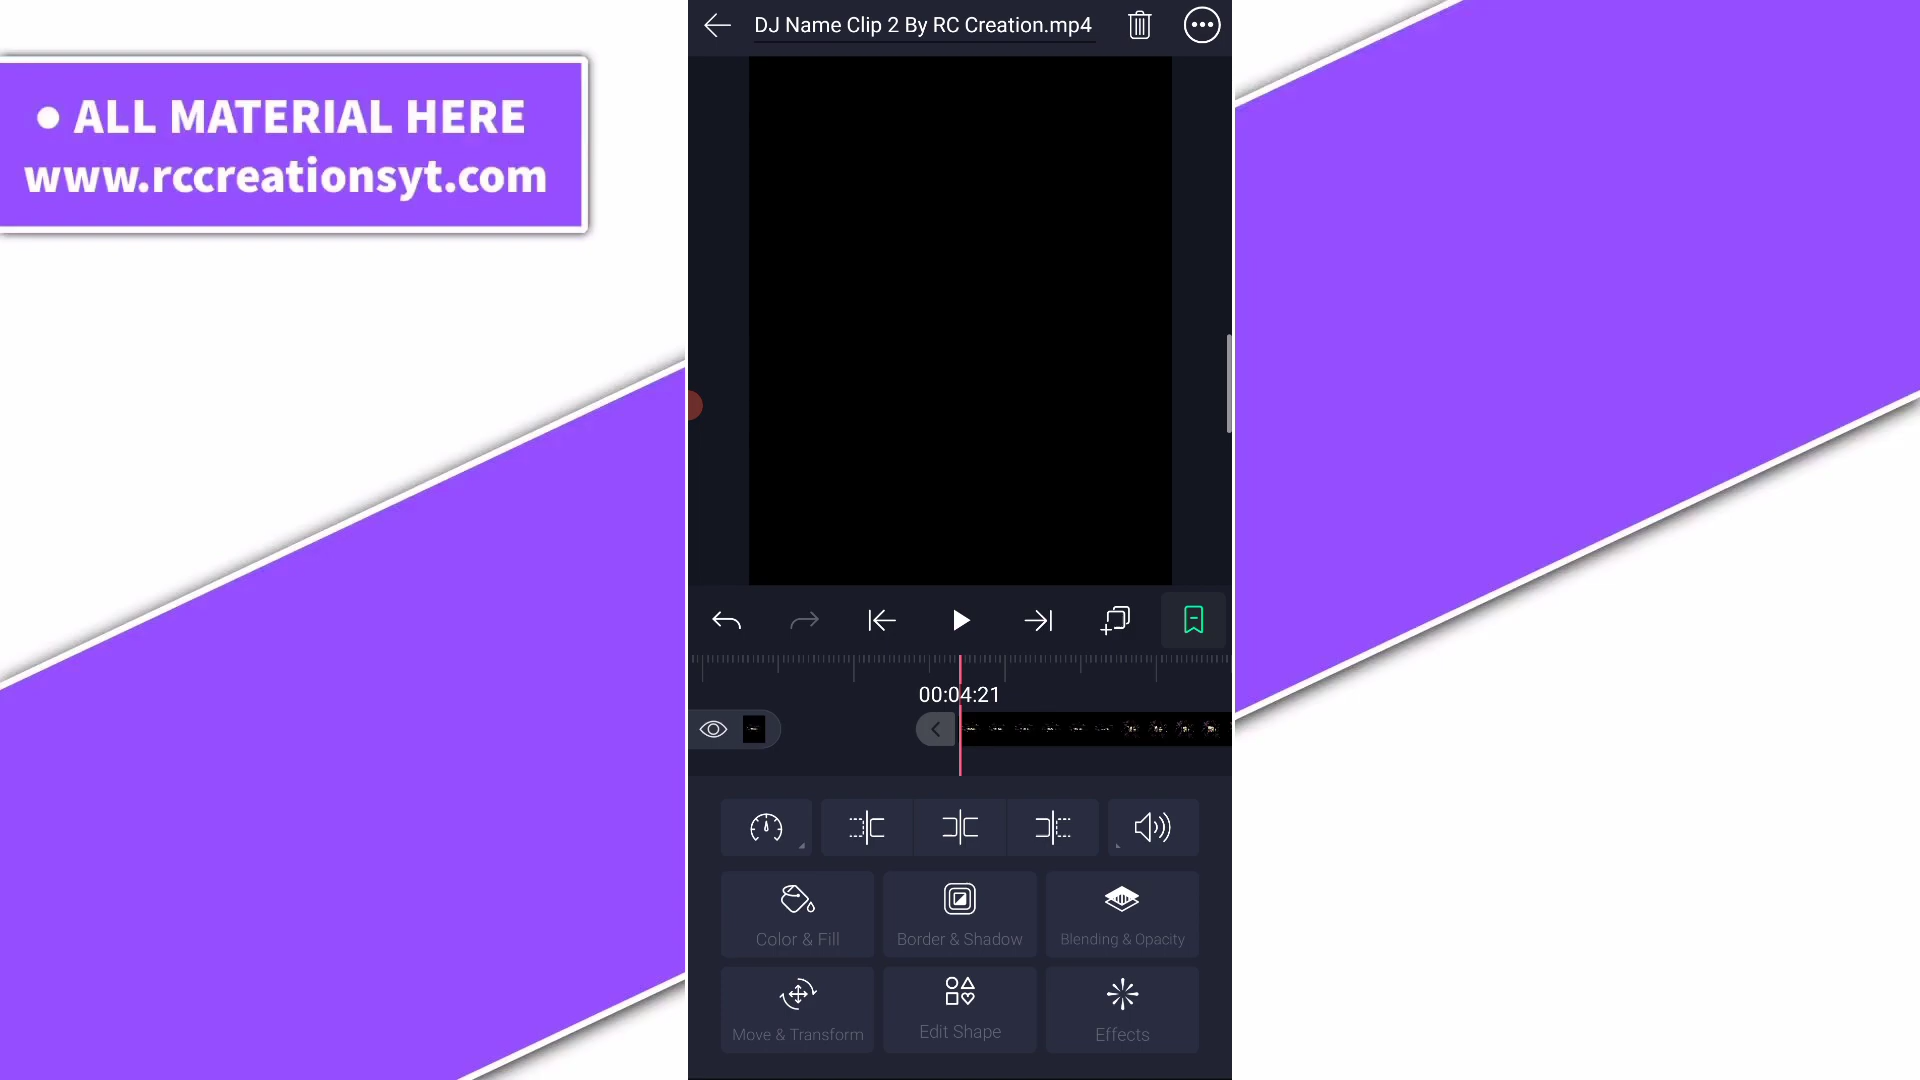 DJ Name Clip 2 By RC Creation.mp4
• ALL MATERIAL HERE
www.rccreationsyt.com
00:04:21
Color & Fill
Border & Shadow
Blending & Opacity
Move & Transform
Edit Shape
Effects